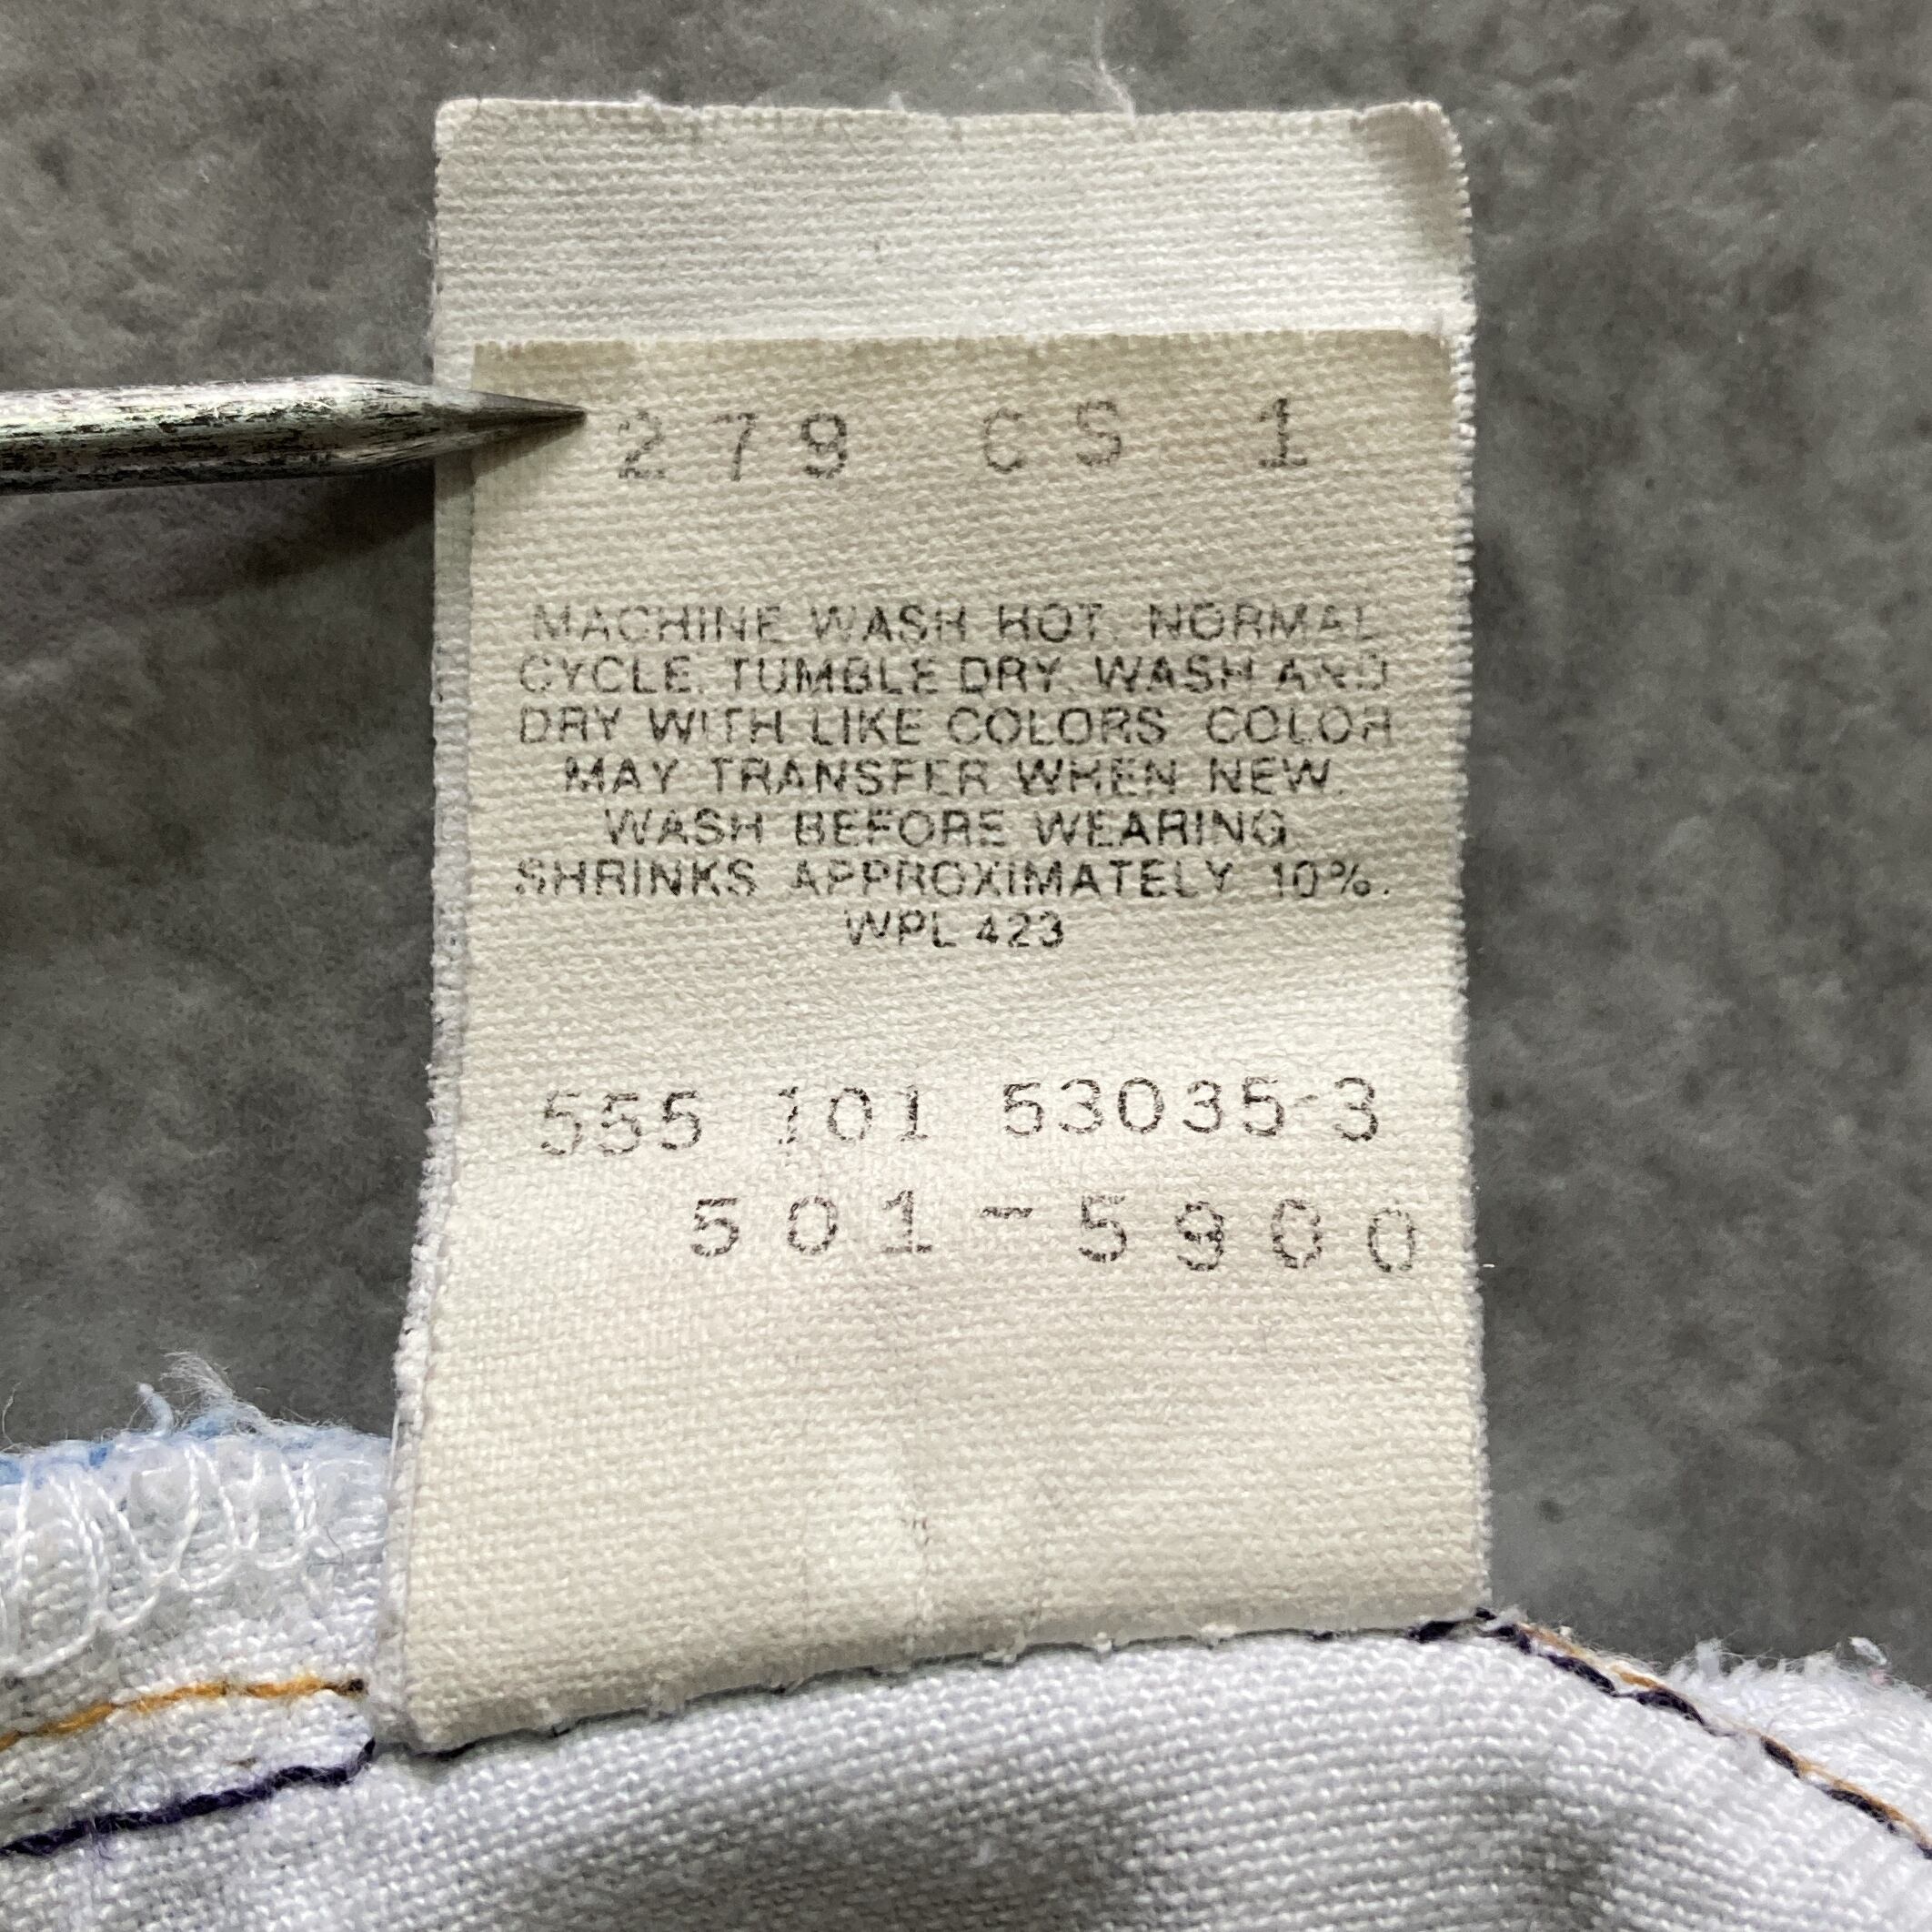 279 CS 1
MACHINE WASH HOT. NORMAL
CYCLE. TUMBLE DRY. WASH AND
DRY WITH LIKE COLORS. COLOR
MAY TRANSFER WHEN NEW.
WASH BEFORE WEARING
SHRINKS APPROXIMATELY 10%.
WPL 423
555 101 53035-3
501-5900